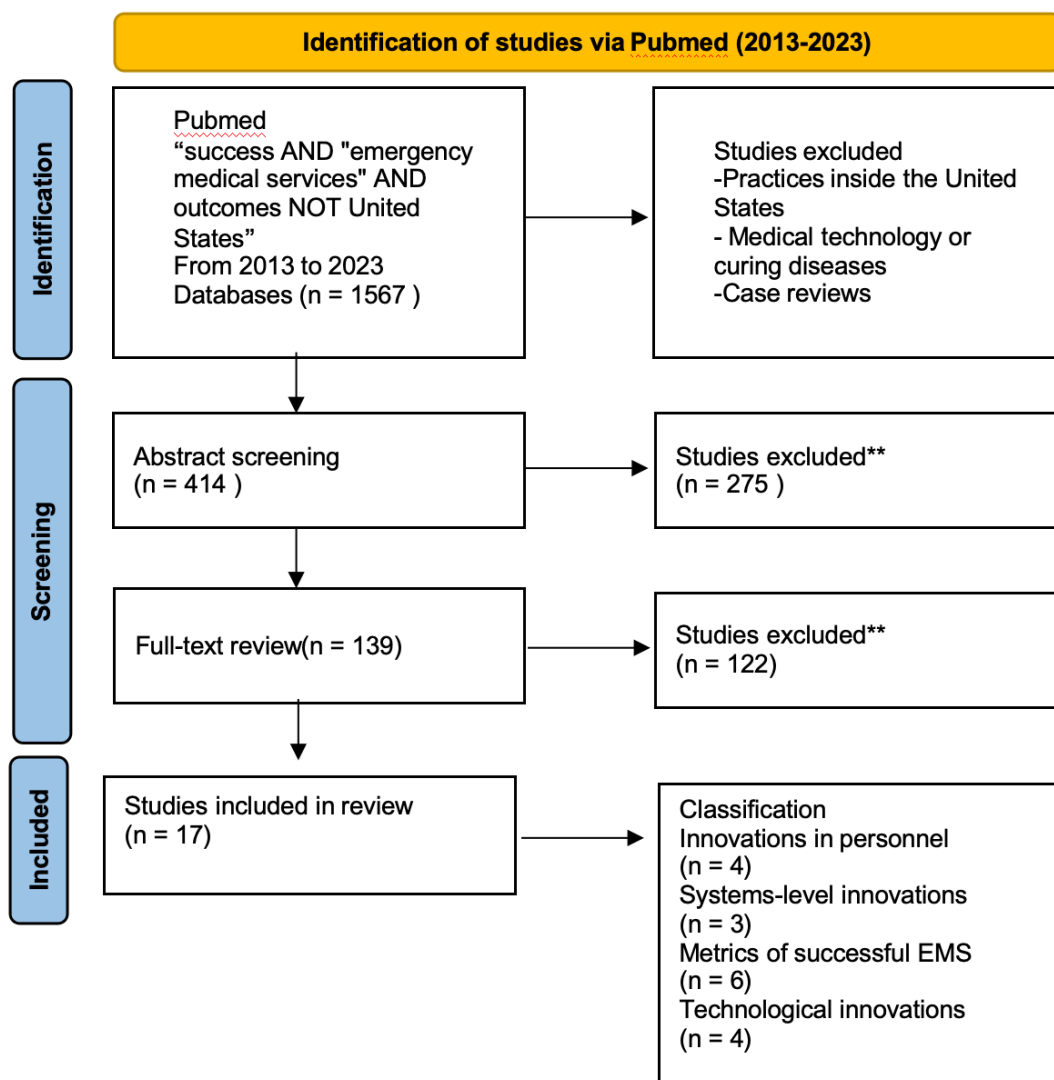 Identification of studies via Pubmed (2013-2023)
Identification
Pubmed
“success AND "emergency
medical services" AND
outcomes NOT United
States”
From 2013 to 2023
Databases (n = 1567 )
Studies excluded
-Practices inside the United
States
- Medical technology or
curing diseases
-Case reviews
Screening
Abstract screening
(n = 414 )
Studies excluded**
(n = 275 )
Full-text review(n = 139)
Studies excluded**
(n = 122)
Included
Studies included in review
(n = 17)
Classification
Innovations in personnel
(n = 4)
Systems-level innovations
(n = 3)
Metrics of successful EMS
(n = 6)
Technological innovations
(n = 4)